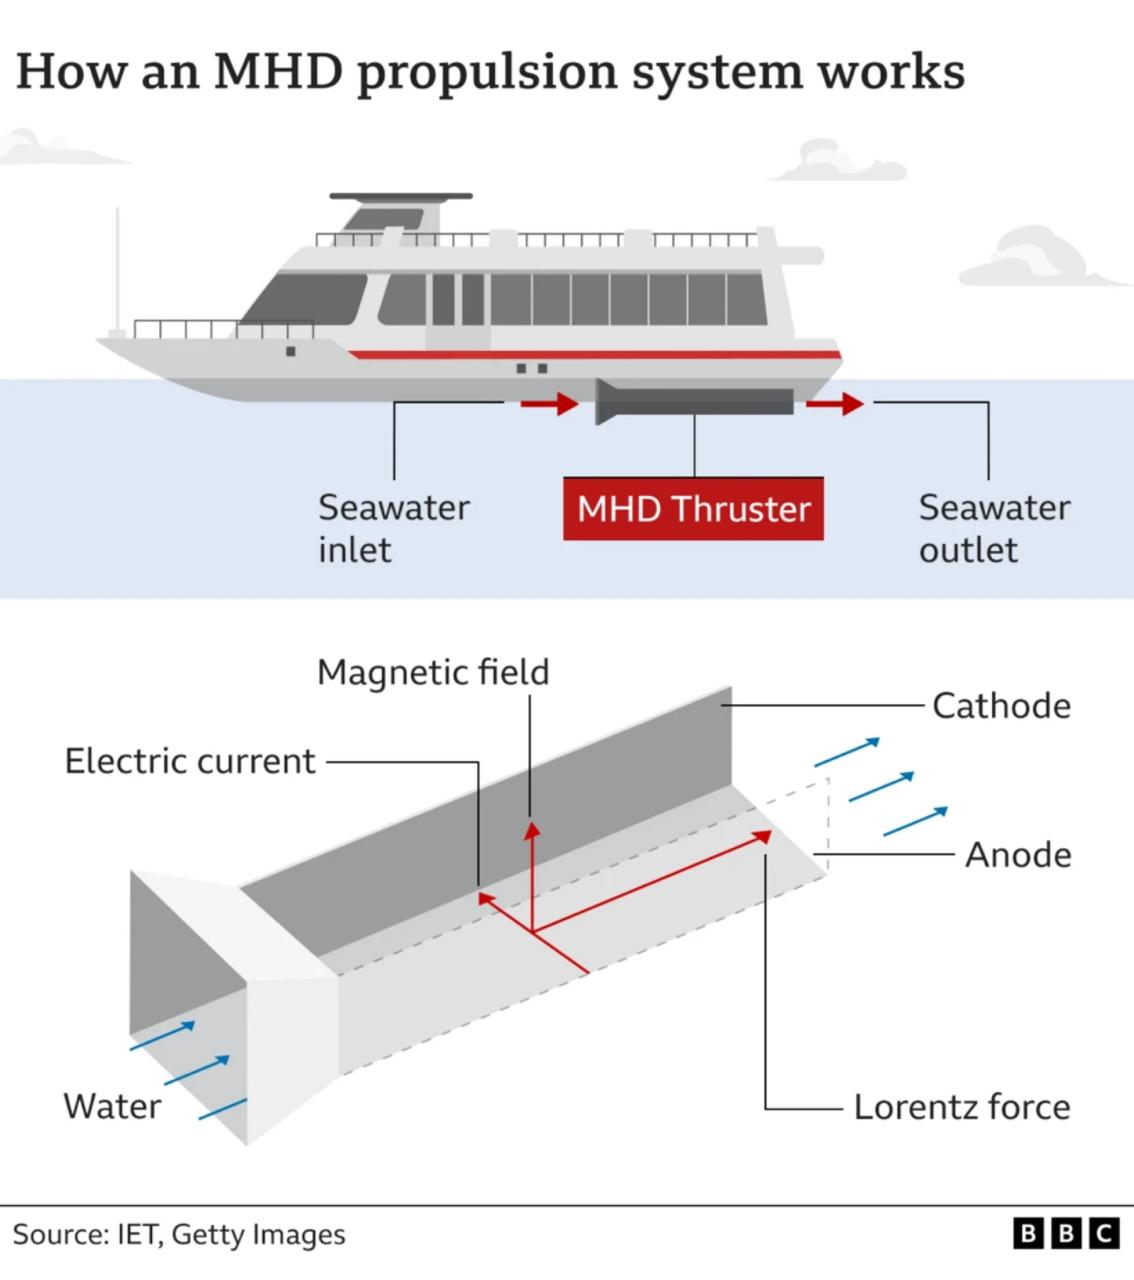 How an MHD propulsion system works
Seawater
inlet
MHD Thruster
Seawater
outlet
Magnetic field
Cathode
Electric current
Anode
Water
Lorentz force
Source: IET, Getty Images
BBC